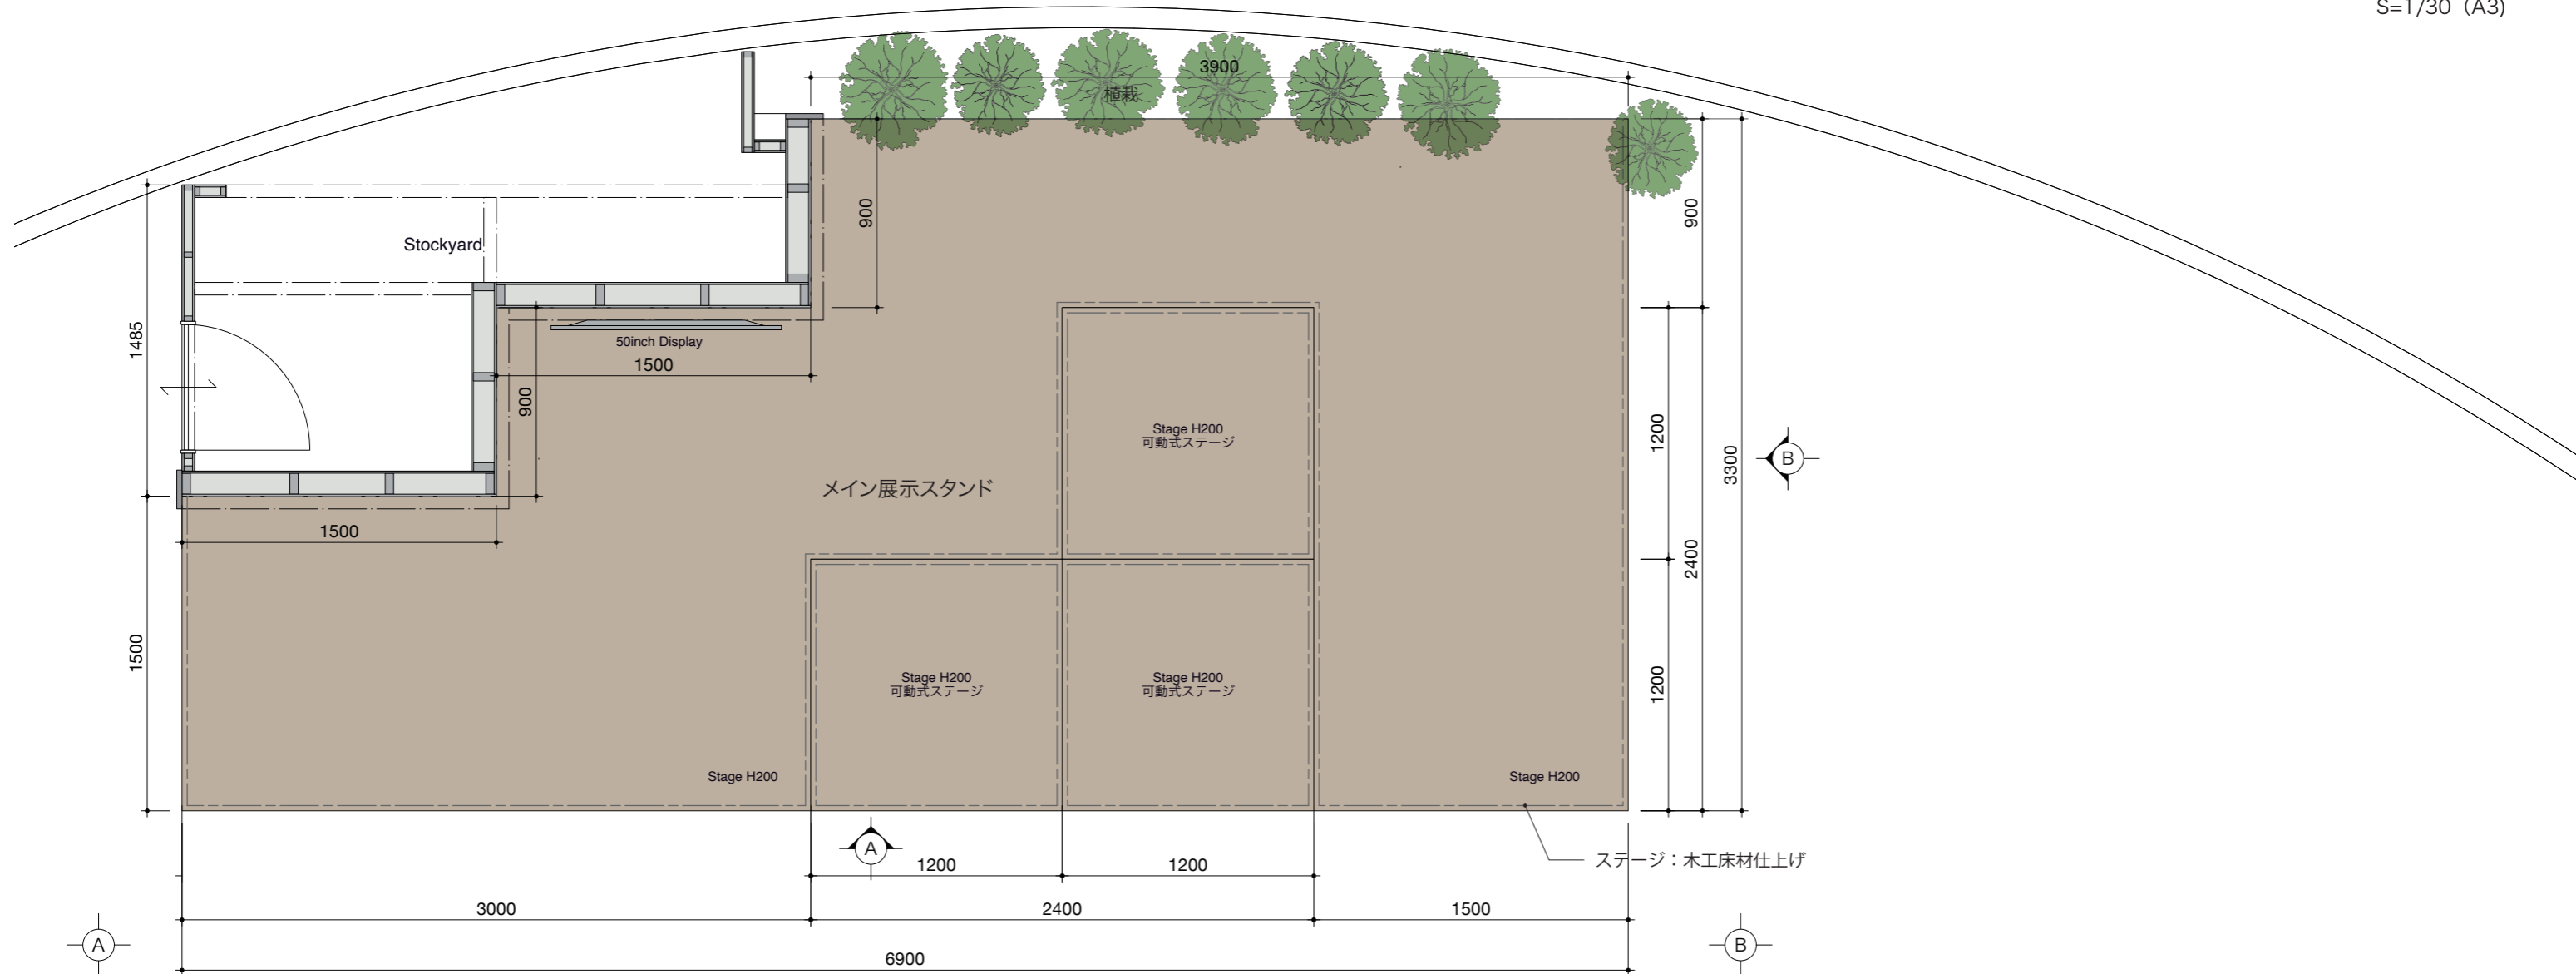 S=1/30（A3）
3900
植栽
900
900
Stockyard
1485
50inch Display
1500
900
1200
Stage H200
可動式ステージ
3300
B
メイン展示スタンド
1500
2400
1500
1200
Stage H200
可動式ステージ
Stage H200
可動式ステージ
Stage H200
Stage H200
A
1200
1200
ステージ：木工床材仕上げ
3000
2400
1500
A
B
6900